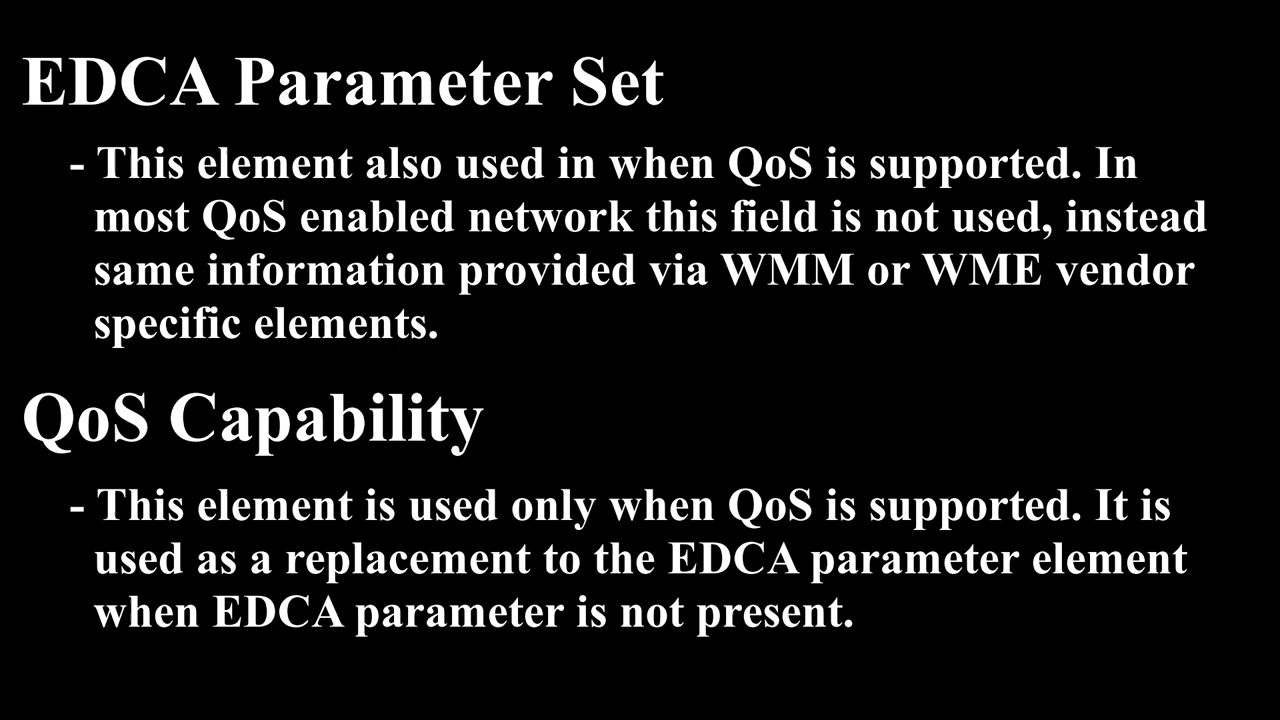 EDCA Parameter Set
- This element also used in when QoS is supported. In
most QoS enabled network this field is not used, instead
same information provided via WMM or WME vendor
specific elements.
QoS Capability
- This element is used only when QoS is supported. It is
used as a replacement to the EDCA parameter element
when EDCA parameter is not present.